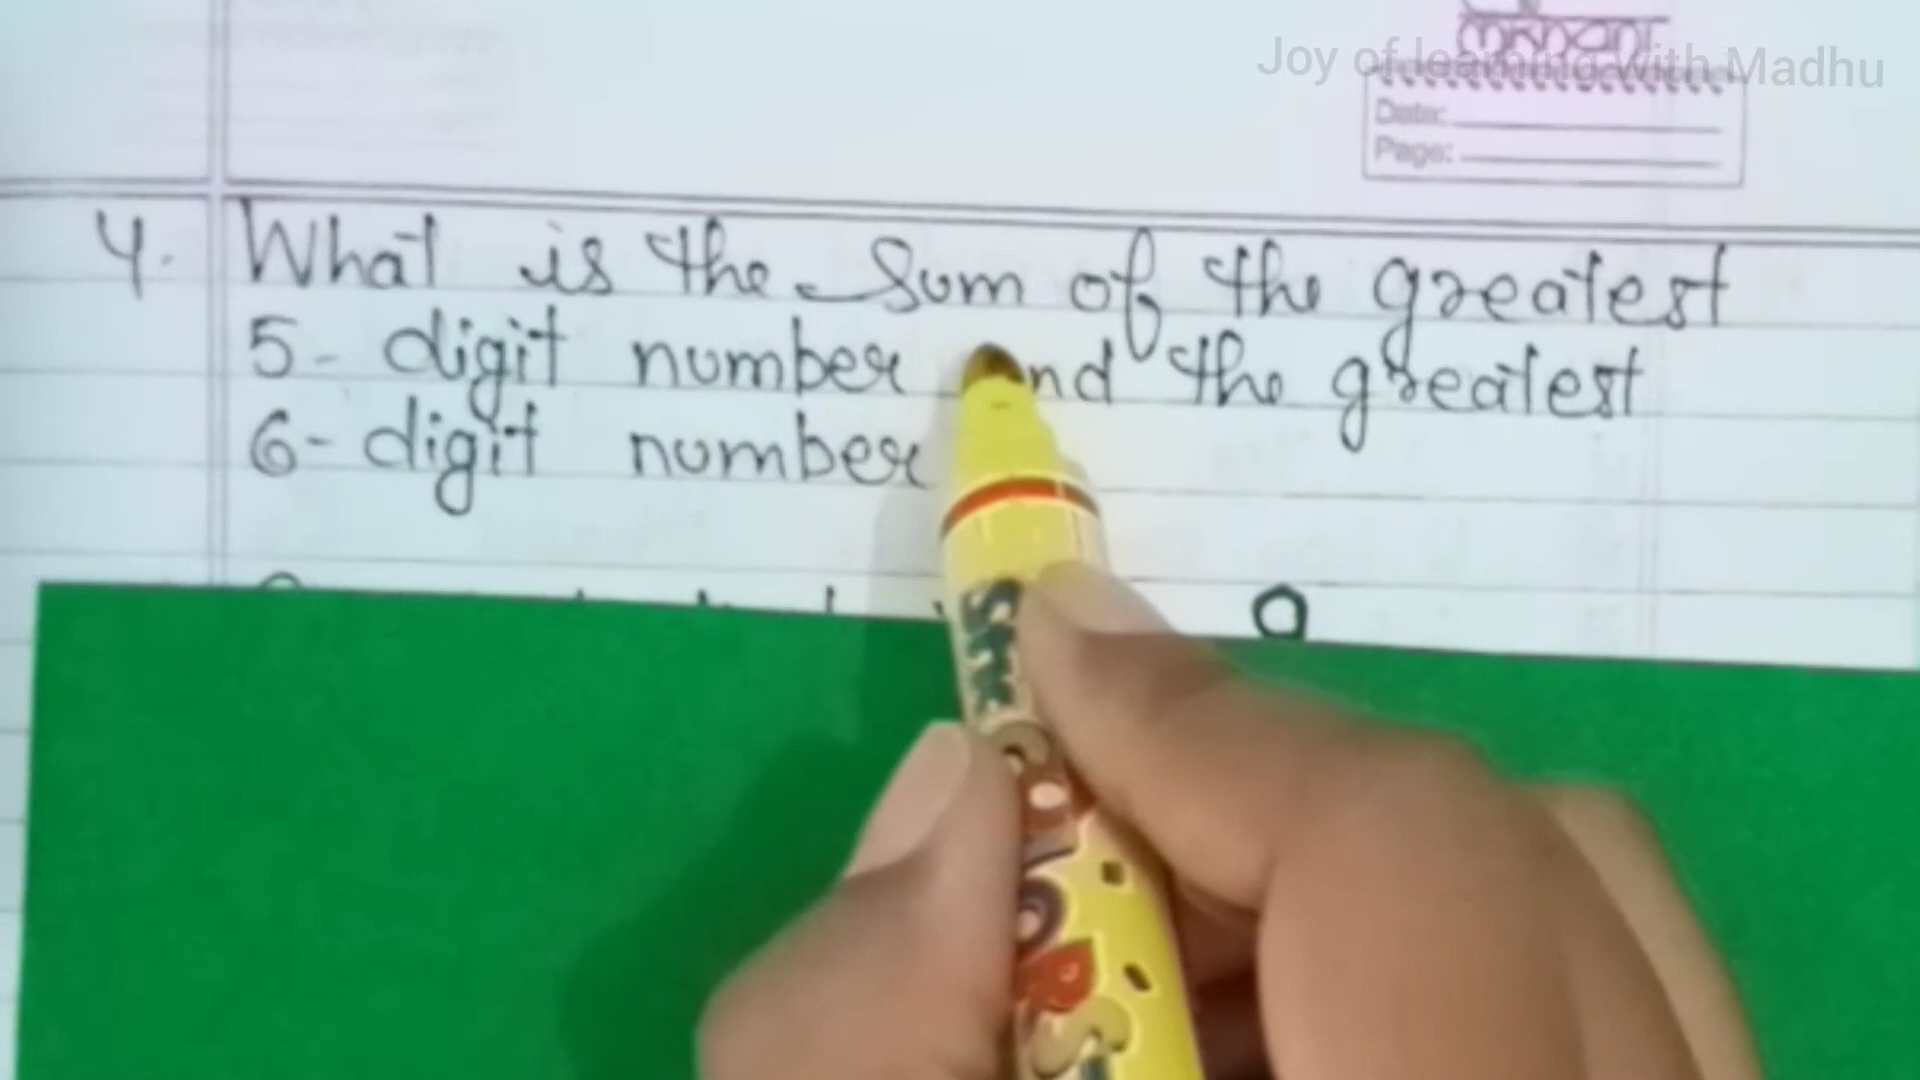 Joy of learning with Madhu
Date:
Page:
4. What is the sum of the greatest
5- digit number and the greatest
6- digit number